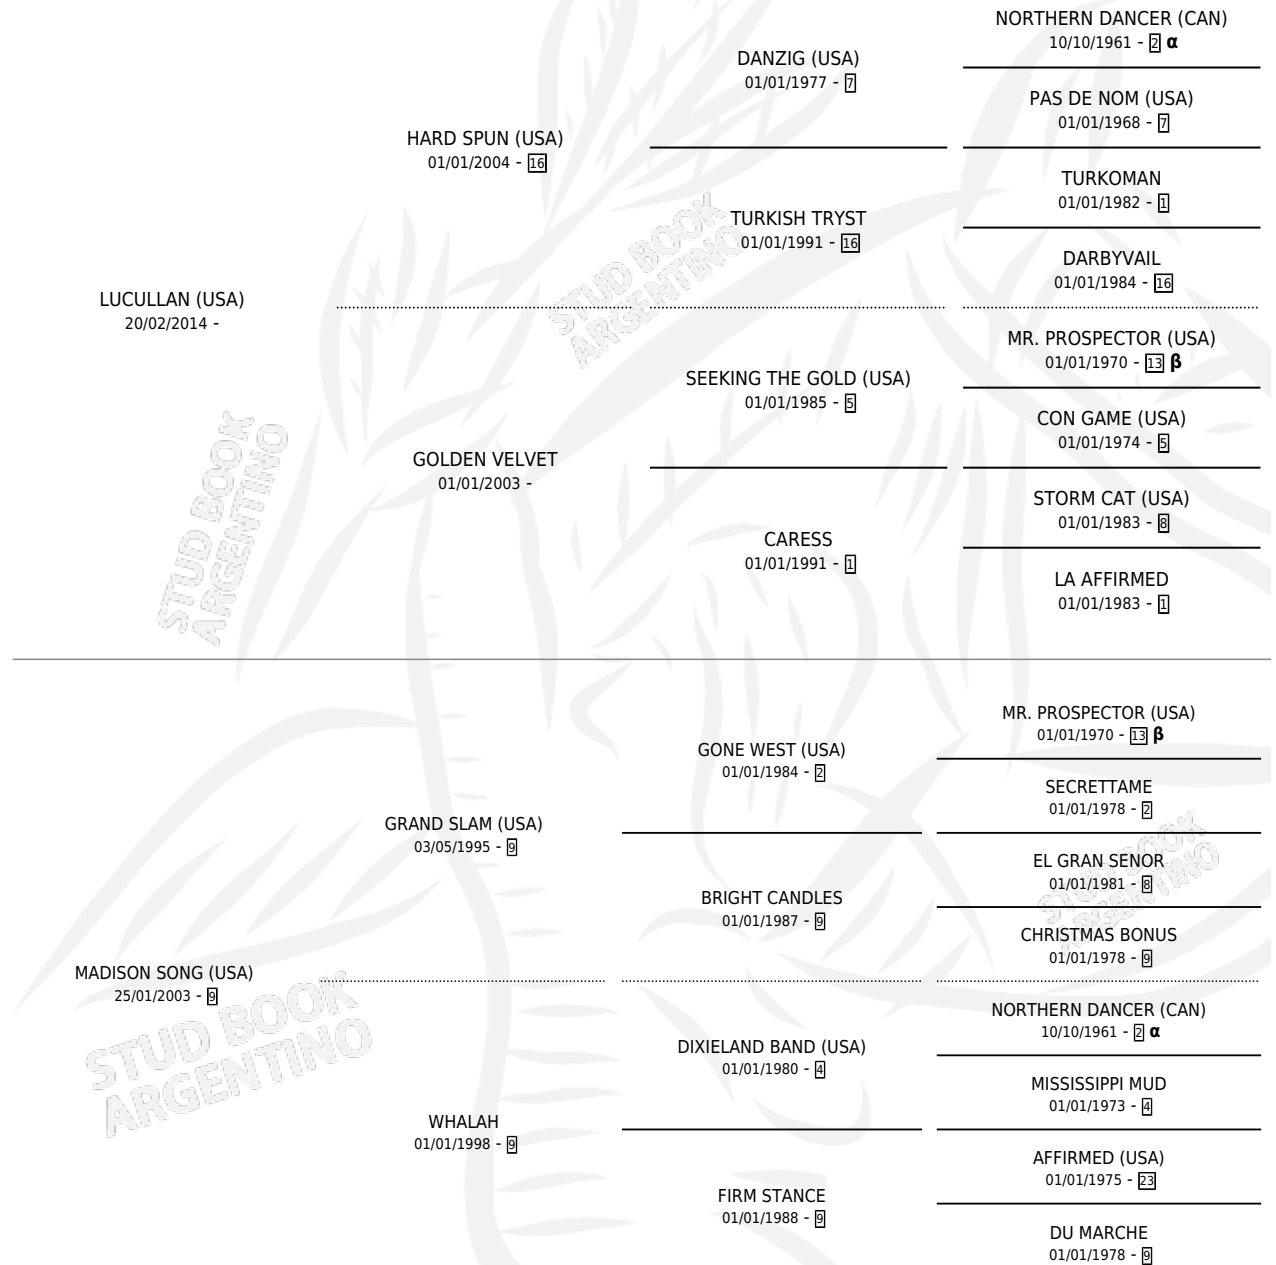 NORTHERN DANCER (CAN)
10/10/1961 - 2 α
DANZIG (USA)
01/01/1977 - 7
PAS DE NOM (USA)
01/01/1968 - 7
HARD SPUN (USA)
01/01/2004 - 16
TURKOMAN
01/01/1982 - 1
TURKISH TRYST
01/01/1991 - 16
DARBYVAIL
01/01/1984 - 16
LUCULLAN (USA)
20/02/2014 -
MR. PROSPECTOR (USA)
01/01/1970 - 13 β
SEEKING THE GOLD (USA)
01/01/1985 - 5
CON GAME (USA)
01/01/1974 - 5
GOLDEN VELVET
01/01/2003 -
STORM CAT (USA)
01/01/1983 - 8
CARESS
01/01/1991 - 1
LA AFFIRMED
01/01/1983 - 1
MR. PROSPECTOR (USA)
01/01/1970 - 13 β
GONE WEST (USA)
01/01/1984 - 2
SECRETTAME
01/01/1978 - 2
GRAND SLAM (USA)
03/05/1995 - 9
EL GRAN SENOR
01/01/1981 - 8
BRIGHT CANDLES
01/01/1987 - 9
CHRISTMAS BONUS
01/01/1978 - 9
MADISON SONG (USA)
25/01/2003 - 9
NORTHERN DANCER (CAN)
10/10/1961 - 2 α
DIXIELAND BAND (USA)
01/01/1980 - 4
MISSISSIPPI MUD
01/01/1973 - 4
WHALAH
01/01/1998 - 9
AFFIRMED (USA)
01/01/1975 - 23
FIRM STANCE
01/01/1988 - 9
DU MARCHE
01/01/1978 - 9
STUD BOOK
ARGENTINO
STUD BOOK
ARGENTINO
STUD BOOK
ARGENTINO
STUD BOOK
ARGENTINO